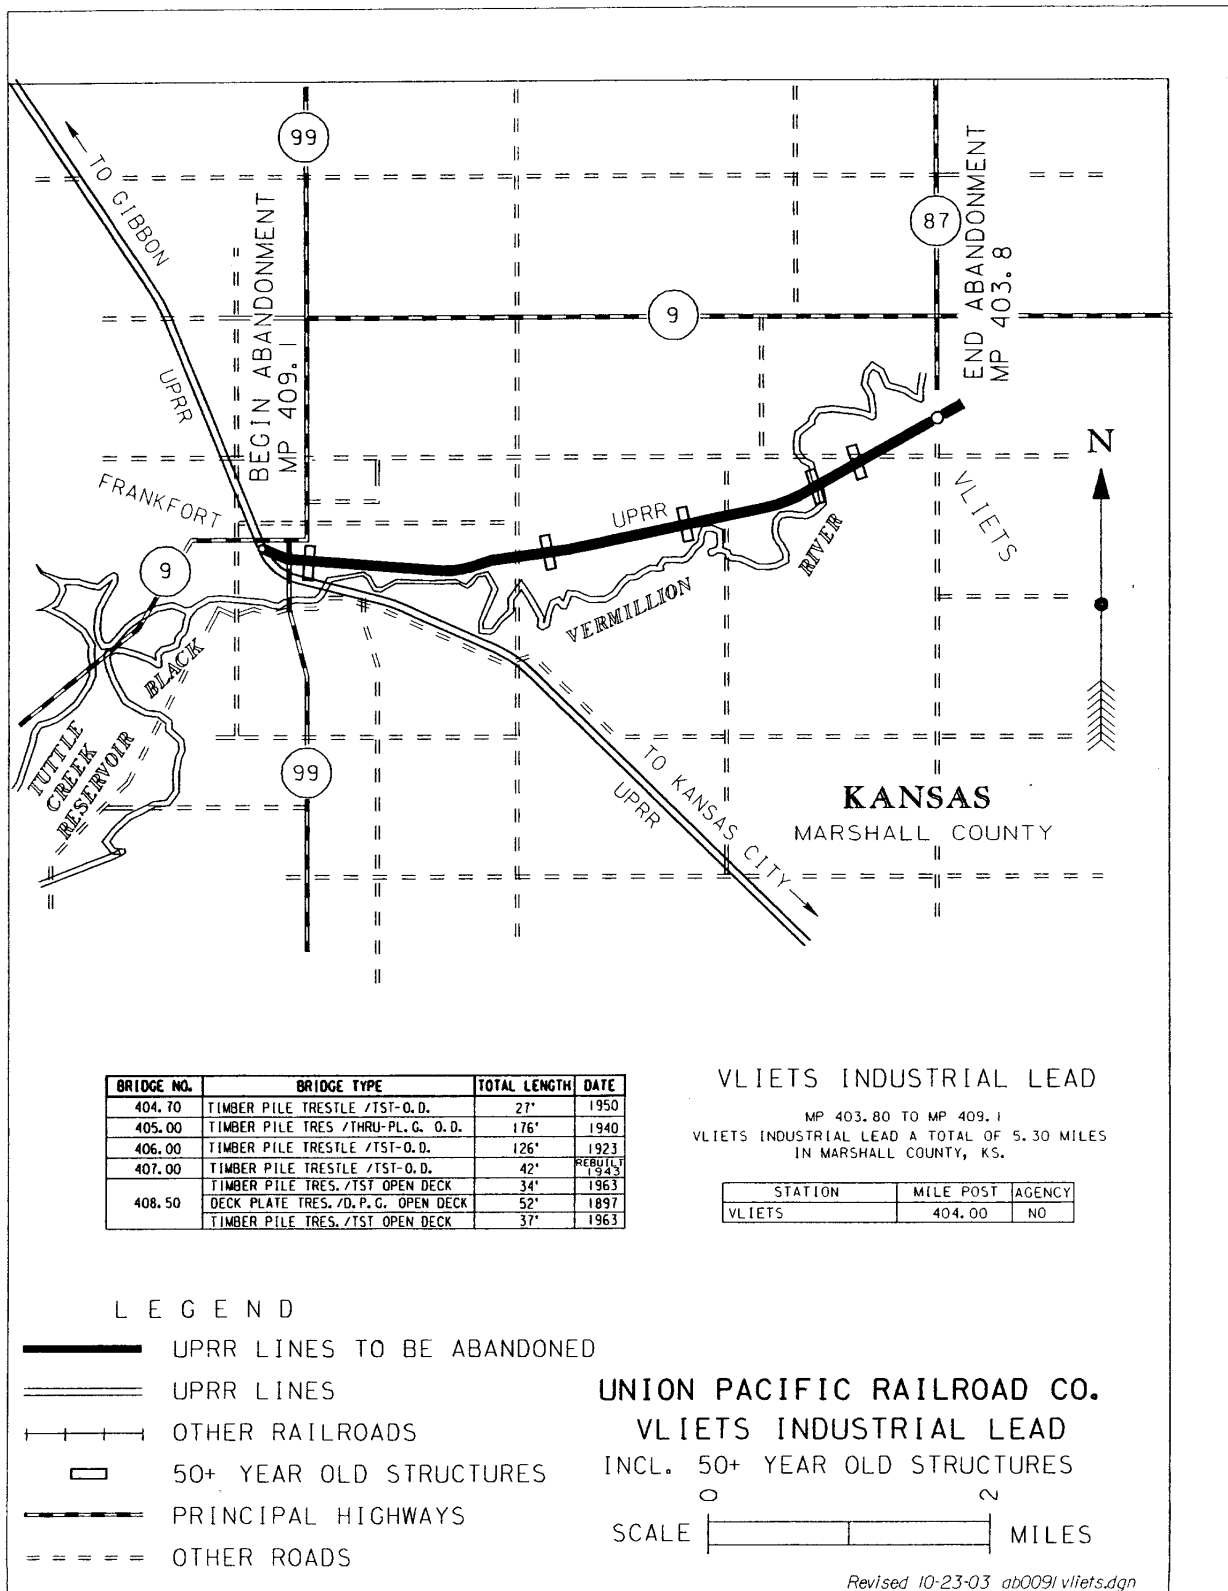 99
TO GIBBON
BEGIN ABANDONMENT
MP 409.1
87
END ABANDONMENT
MP 403.8
9
UPRR
N
FRANKFORT
UPRR
VLIETS
9
RIVER
VERMILLION
BLACK
TUTTLE
CREEK
RESERVOIR
99
TO KANSAS CITY
UPRR
KANSAS
MARSHALL COUNTY
BRIDGE NO. BRIDGE TYPE TOTAL LENGTH DATE
404.70 TIMBER PILE TRESTLE /TST-O.D. 27' 1950
405.00 TIMBER PILE TRES /THRU-PL.G. O.D. 176' 1940
406.00 TIMBER PILE TRESTLE /TST-O.D. 126' 1923
407.00 TIMBER PILE TRESTLE /TST-O.D. 42' REBUILT 1943
TIMBER PILE TRES./TST OPEN DECK 34' 1963
408.50 DECK PLATE TRES./D.P.G. OPEN DECK 52' 1897
TIMBER PILE TRES./TST OPEN DECK 37' 1963
VLIETS INDUSTRIAL LEAD
MP 403.80 TO MP 409.1
VLIETS INDUSTRIAL LEAD A TOTAL OF 5.30 MILES
IN MARSHALL COUNTY, KS.
STATION MILE POST AGENCY
VLIETS 404.00 NO
LEGEND
UPRR LINES TO BE ABANDONED
UPRR LINES
OTHER RAILROADS
50+ YEAR OLD STRUCTURES
PRINCIPAL HIGHWAYS
OTHER ROADS
UNION PACIFIC RAILROAD CO.
VLIETS INDUSTRIAL LEAD
INCL. 50+ YEAR OLD STRUCTURES
0 2
SCALE MILES
Revised 10-23-03 ab0091vliets.dgn